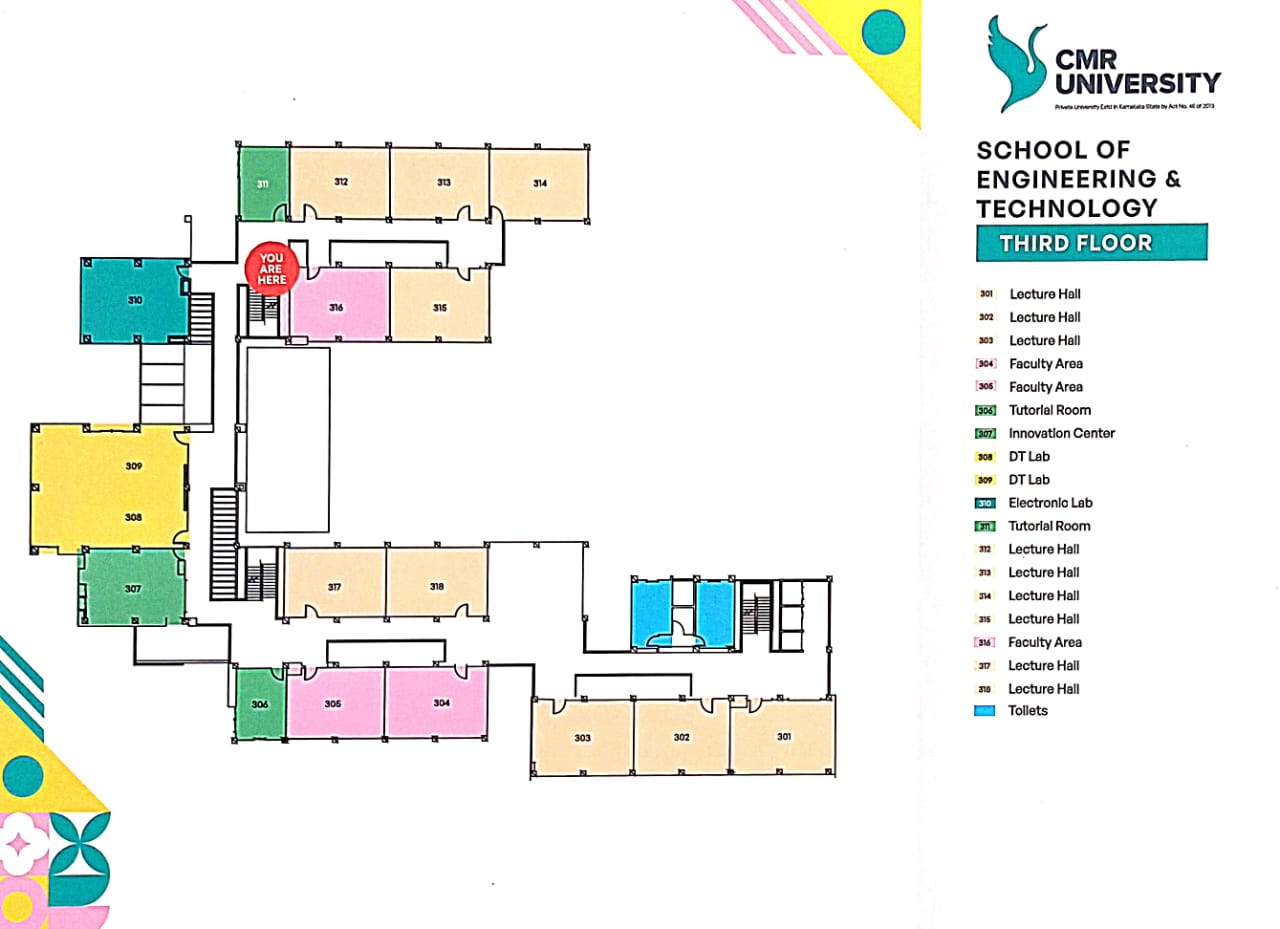 CMR
UNIVERSITY
Private University Estd in Karnataka State by Act No. 46 of 2013
SCHOOL OF
ENGINEERING &
TECHNOLOGY
THIRD FLOOR
301 Lecture Hall
302 Lecture Hall
303 Lecture Hall
304 Faculty Area
305 Faculty Area
306 Tutorial Room
307 Innovation Center
308 DT Lab
309 DT Lab
310 Electronic Lab
311 Tutorial Room
312 Lecture Hall
313 Lecture Hall
314 Lecture Hall
315 Lecture Hall
316 Faculty Area
317 Lecture Hall
318 Lecture Hall
Toilets
311
312
313
314
YOU
ARE
HERE
310
316
315
309
308
307
317
318
306
305
304
303
302
301